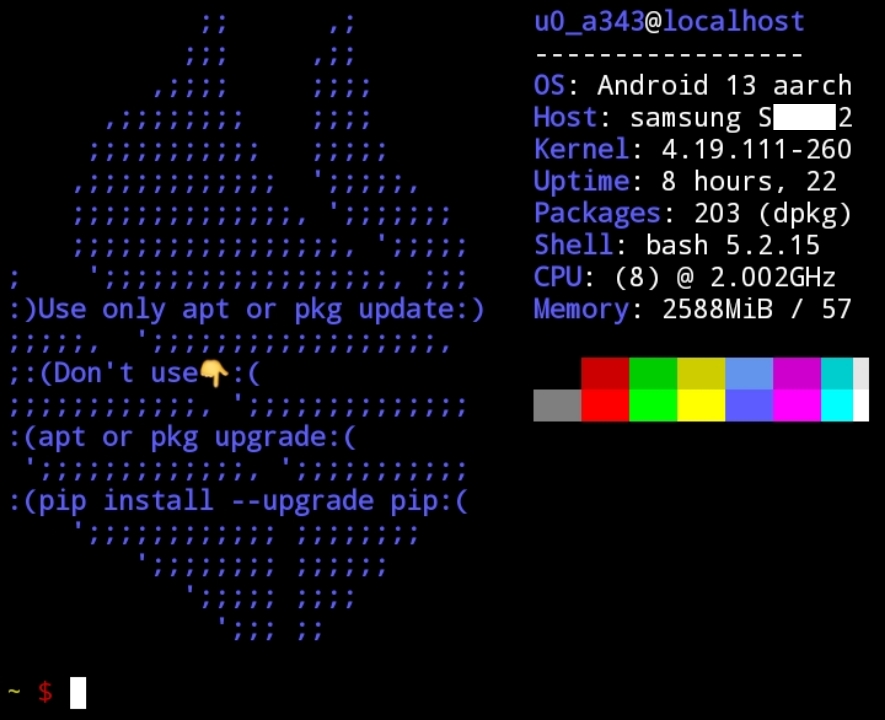 :)Use only apt or pkg update:)
;:(Don't use👇:(
:(apt or pkg upgrade:(
:(pip install --upgrade pip:(
u0_a343@localhost
-----------------
OS: Android 13 aarch
Host: samsung S 2
Kernel: 4.19.111-260
Uptime: 8 hours, 22
Packages: 203 (dpkg)
Shell: bash 5.2.15
CPU: (8) @ 2.002GHz
Memory: 2588MiB / 57
~ $